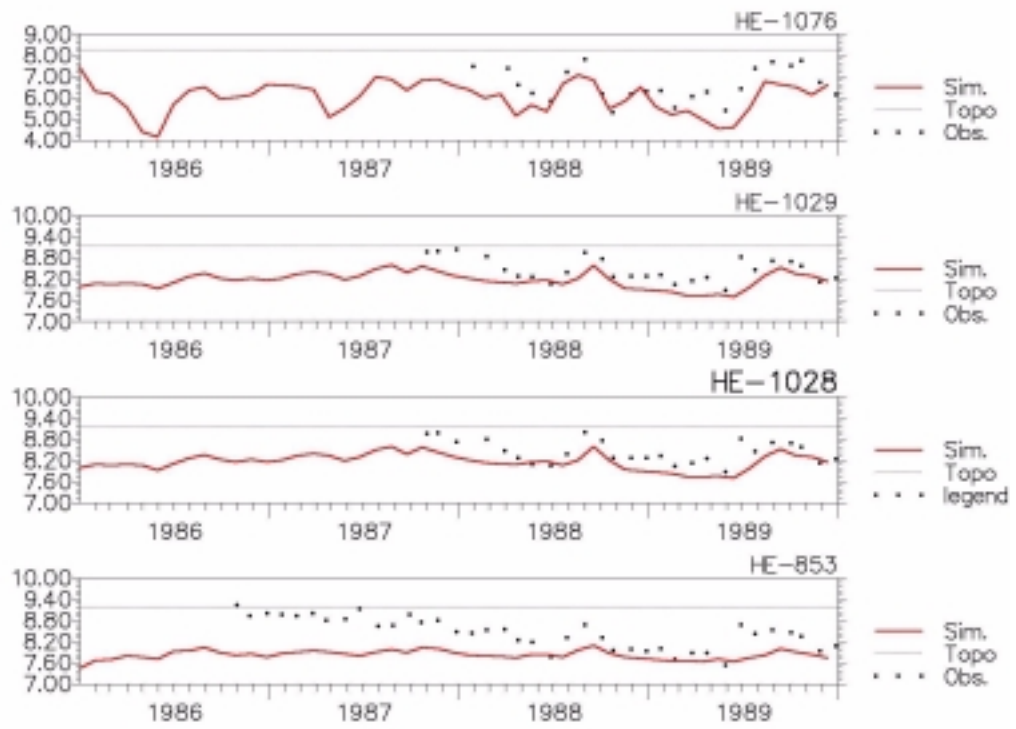 HE-1076
9.00
8.00
7.00
6.00
5.00
4.00
1986 1987 1988 1989
Sim.
Topo
Obs.
HE-1029
10.00
9.40
8.80
8.20
7.60
7.00
1986 1987 1988 1989
Sim.
Topo
Obs.
HE-1028
10.00
9.40
8.80
8.20
7.60
7.00
1986 1987 1988 1989
Sim.
Topo
legend
HE-853
10.00
9.40
8.80
8.20
7.60
7.00
1986 1987 1988 1989
Sim.
Topo
Obs.